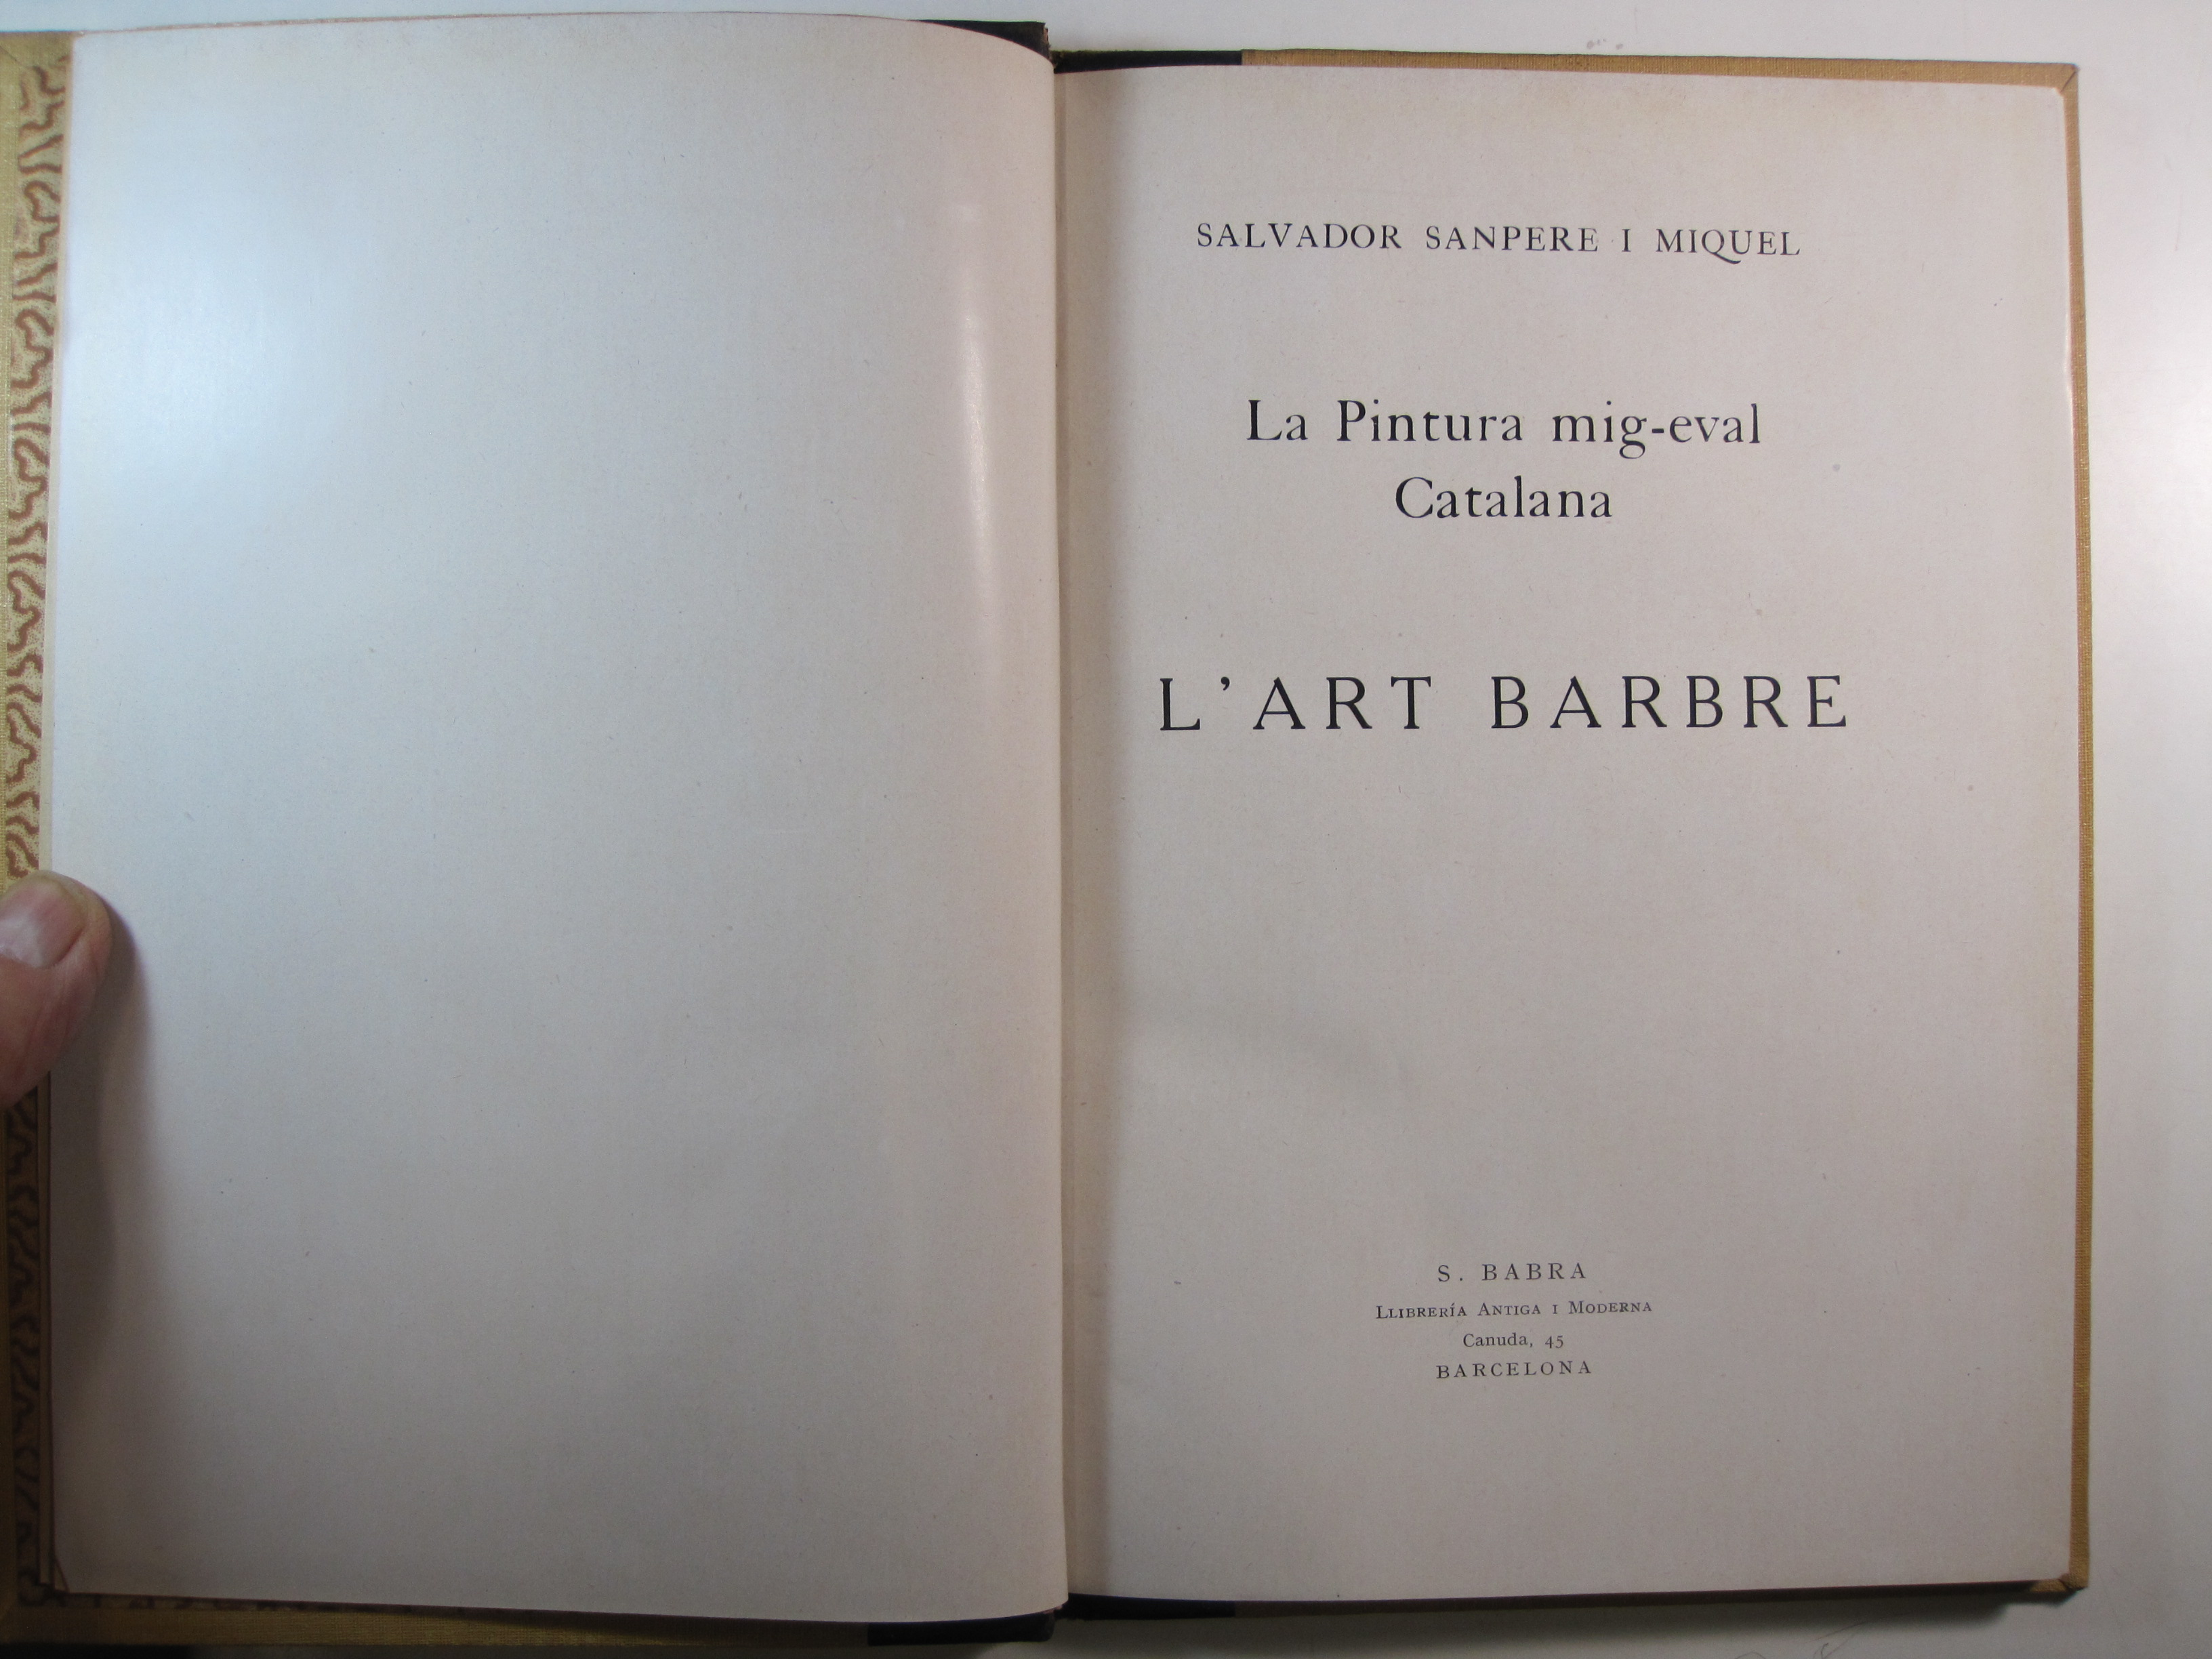 SALVADOR SANPERE I MIQUEL
La Pintura mig-eval
Catalana
L'ART BARBRE
S. BABRA
Llibrería Antiga i Moderna
Canuda, 45
BARCELONA